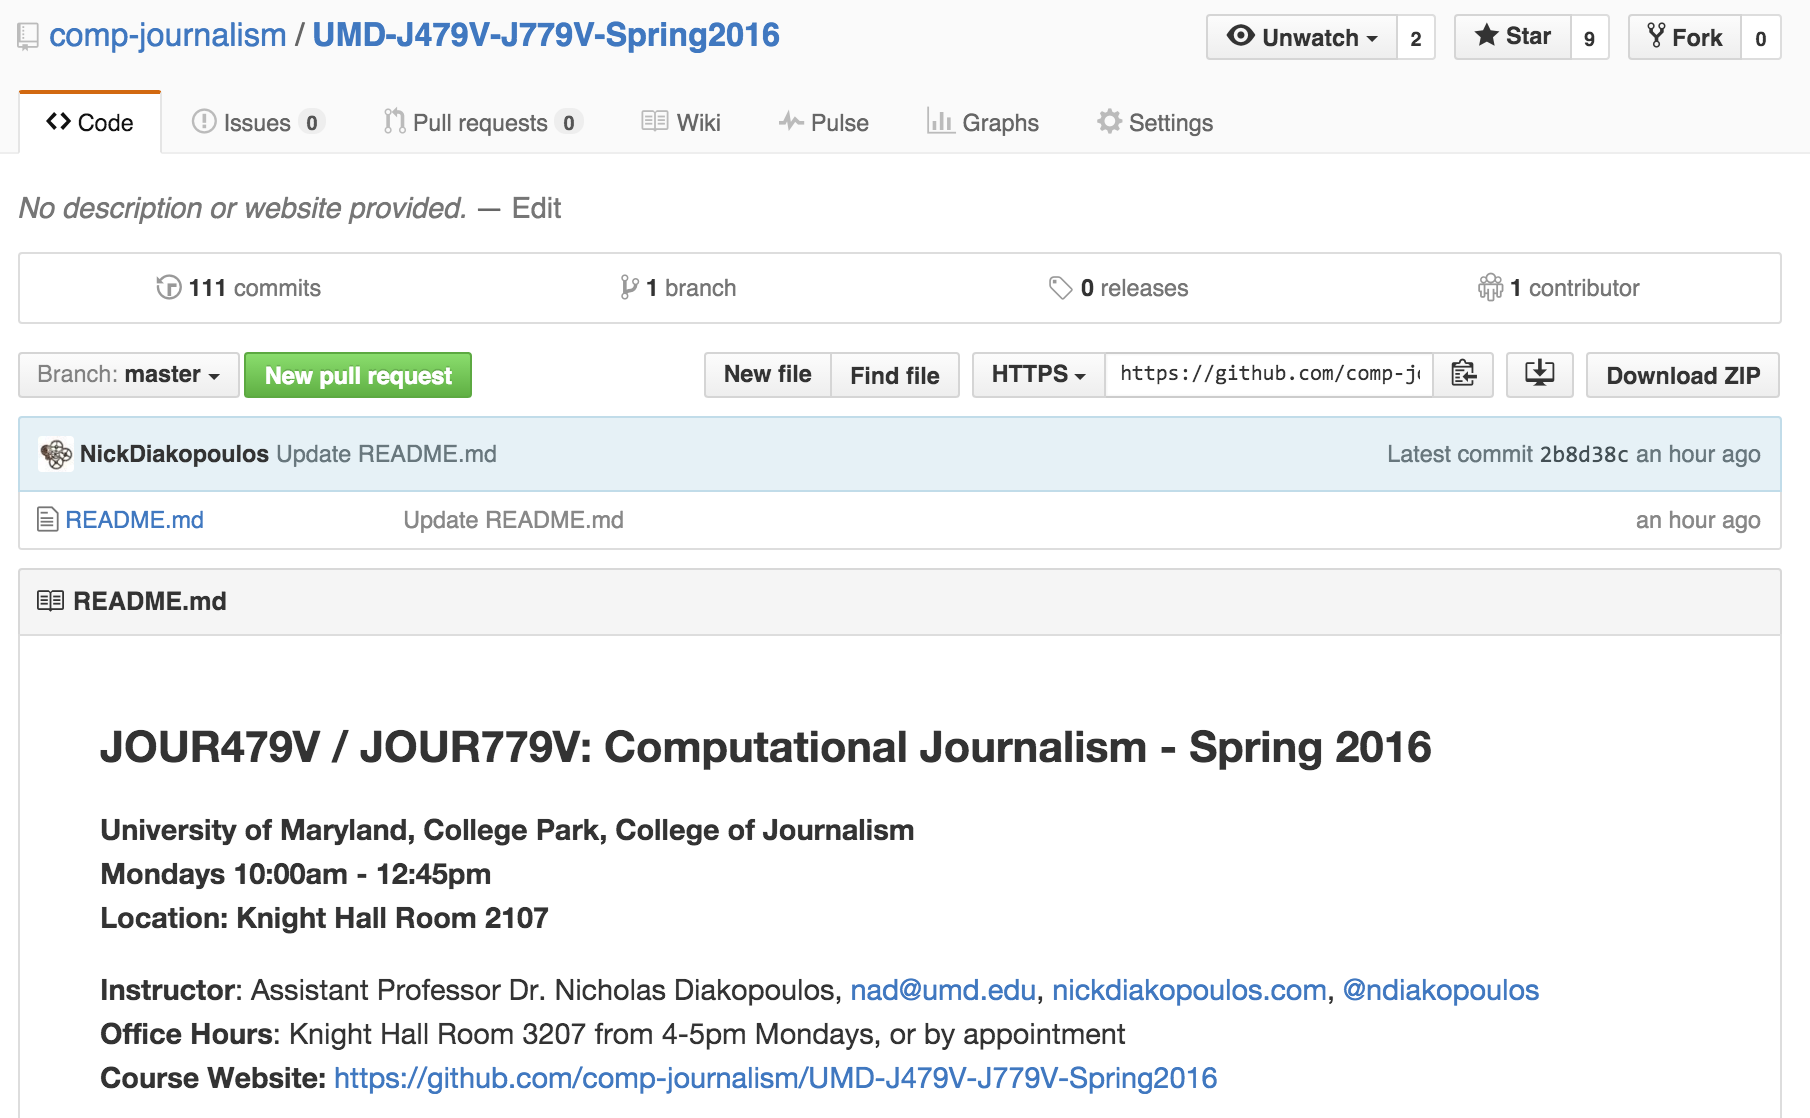 comp-journalism / UMD-J479V-J779V-Spring2016
Unwatch 2 Star 9 Fork 0
Code Issues 0 Pull requests 0 Wiki Pulse Graphs Settings
No description or website provided. — Edit
111 commits 1 branch 0 releases 1 contributor
Branch: master New pull request New file Find file HTTPS https://github.com/comp-j Download ZIP
NickDiakopoulos Update README.md Latest commit 2b8d38c an hour ago
README.md Update README.md an hour ago
README.md
JOUR479V / JOUR779V: Computational Journalism - Spring 2016
University of Maryland, College Park, College of Journalism
Mondays 10:00am - 12:45pm
Location: Knight Hall Room 2107
Instructor: Assistant Professor Dr. Nicholas Diakopoulos, nad@umd.edu, nickdiakopoulos.com, @ndiakopoulos
Office Hours: Knight Hall Room 3207 from 4-5pm Mondays, or by appointment
Course Website: https://github.com/comp-journalism/UMD-J479V-J779V-Spring2016